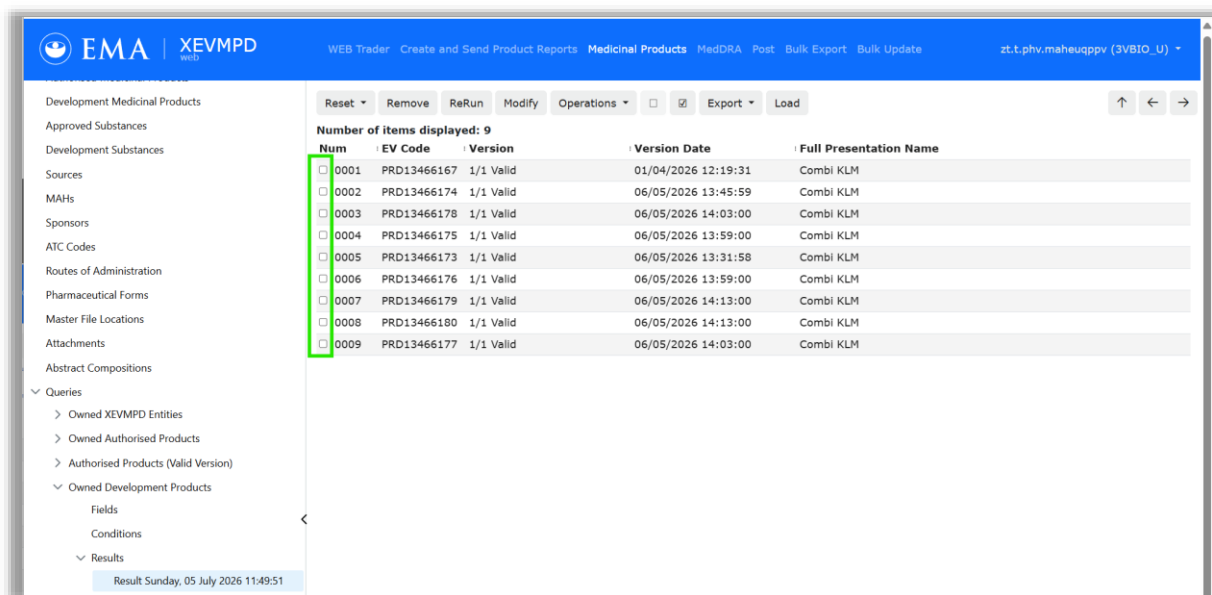 EMA | XEVMPD web
WEB Trader Create and Send Product Reports Medicinal Products MedDRA Post Bulk Export Bulk Update
zt.t.phv.maheuqppv (3VBIO_U)
Development Medicinal Products
Approved Substances
Development Substances
Sources
MAHs
Sponsors
ATC Codes
Routes of Administration
Pharmaceutical Forms
Master File Locations
Attachments
Abstract Compositions
Queries
Owned XEVMPD Entities
Owned Authorised Products
Authorised Products (Valid Version)
Owned Development Products
Fields
Conditions
Results
Result Sunday, 05 July 2026 11:49:51
Reset Remove ReRun Modify Operations Export Load
Number of items displayed: 9
Num EV Code Version Version Date Full Presentation Name
0001 PRD13466167 1/1 Valid 01/04/2026 12:19:31 Combi KLM
0002 PRD13466174 1/1 Valid 06/05/2026 13:45:59 Combi KLM
0003 PRD13466178 1/1 Valid 06/05/2026 14:03:00 Combi KLM
0004 PRD13466175 1/1 Valid 06/05/2026 13:59:00 Combi KLM
0005 PRD13466173 1/1 Valid 06/05/2026 13:31:58 Combi KLM
0006 PRD13466176 1/1 Valid 06/05/2026 13:59:00 Combi KLM
0007 PRD13466179 1/1 Valid 06/05/2026 14:13:00 Combi KLM
0008 PRD13466180 1/1 Valid 06/05/2026 14:13:00 Combi KLM
0009 PRD13466177 1/1 Valid 06/05/2026 14:03:00 Combi KLM